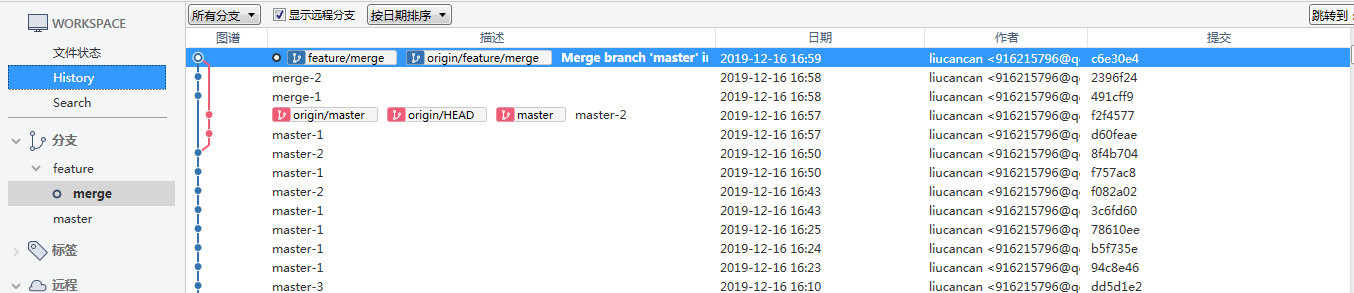 WORKSPACE
文件状态
History
Search
分支
feature
merge
master
标签
远程
所有分支 显示远程分支 按日期排序 跳转到
图谱 描述 日期 作者 提交
feature/merge origin/feature/merge Merge branch 'master' in 2019-12-16 16:59 liucancan <916215796@q c6e30e4
merge-2 2019-12-16 16:58 liucancan <916215796@q 2396f24
merge-1 2019-12-16 16:58 liucancan <916215796@q 491cff9
origin/master origin/HEAD master master-2 2019-12-16 16:57 liucancan <916215796@q f2f4577
master-1 2019-12-16 16:57 liucancan <916215796@q d60feae
master-2 2019-12-16 16:50 liucancan <916215796@q 8f4b704
master-1 2019-12-16 16:50 liucancan <916215796@q f757ac8
master-2 2019-12-16 16:43 liucancan <916215796@q f082a02
master-1 2019-12-16 16:43 liucancan <916215796@q 3c6fd60
master-1 2019-12-16 16:25 liucancan <916215796@q 78610ee
master-1 2019-12-16 16:24 liucancan <916215796@q b5f735e
master-1 2019-12-16 16:23 liucancan <916215796@q 94c8e46
master-3 2019-12-16 16:10 liucancan <916215796@q dd5d1e2